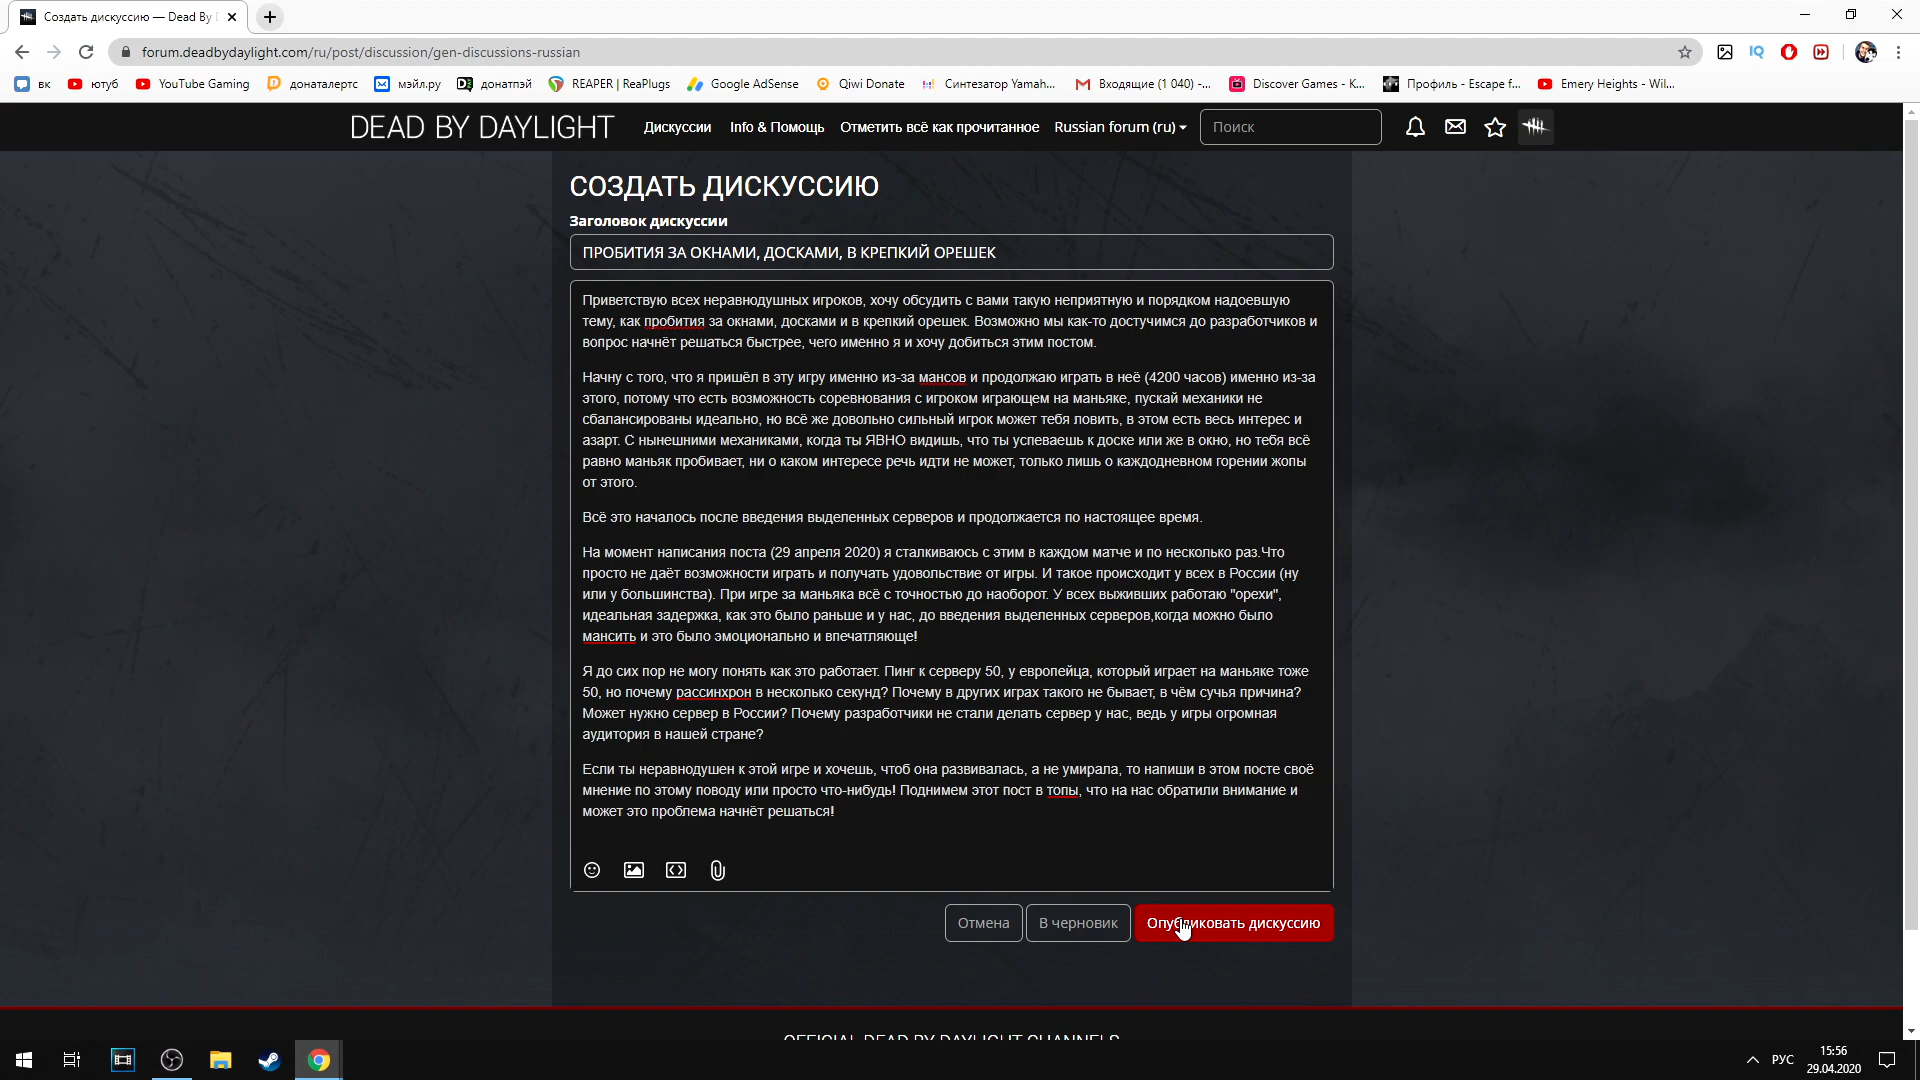 Создать дискуссию — Dead By
forum.deadbydaylight.com/ru/post/discussion/gen-discussions-russian
вк
ютуб
YouTube Gaming
донаталертс
мэйл.ру
донатпэй
REAPER | ReaPlugs
Google AdSense
Qiwi Donate
Синтезатор Yamah...
Входящие (1 040) -...
Discover Games - K...
Профиль - Escape f...
Emery Heights - Wil...
DEAD BY DAYLIGHT
Дискуссии
Info & Помощь
Отметить всё как прочитанное
Russian forum (ru)
Поиск
СОЗДАТЬ ДИСКУССИЮ
Заголовок дискуссии
ПРОБИТИЯ ЗА ОКНАМИ, ДОСКАМИ, В КРЕПКИЙ ОРЕШЕК
Приветствую всех неравнодушных игроков, хочу обсудить с вами такую неприятную и порядком надоевшую
тему, как пробития за окнами, досками и в крепкий орешек. Возможно мы как-то достучимся до разработчиков и
вопрос начнёт решаться быстрее, чего именно я и хочу добиться этим постом.
Начну с того, что я пришёл в эту игру именно из-за мансов и продолжаю играть в неё (4200 часов) именно из-за
этого, потому что есть возможность соревнования с игроком играющем на маньяке, пускай механики не
сбалансированы идеально, но всё же довольно сильный игрок может тебя ловить, в этом есть весь интерес и
азарт. С нынешними механиками, когда ты ЯВНО видишь, что ты успеваешь к доске или же в окно, но тебя всё
равно маньяк пробивает, ни о каком интересе речь идти не может, только лишь о каждодневном горении жопы
от этого.
Всё это началось после введения выделенных серверов и продолжается по настоящее время.
На момент написания поста (29 апреля 2020) я сталкиваюсь с этим в каждом матче и по несколько раз.Что
просто не даёт возможности играть и получать удовольствие от игры. И такое происходит у всех в России (ну
или у большинства). При игре за маньяка всё с точностью до наоборот. У всех выживших работаю "орехи",
идеальная задержка, как это было раньше и у нас, до введения выделенных серверов,когда можно было
мансить и это было эмоционально и впечатляюще!
Я до сих пор не могу понять как это работает. Пинг к серверу 50, у европейца, который играет на маньяке тоже
50, но почему рассинхрон в несколько секунд? Почему в других играх такого не бывает, в чём сучья причина?
Может нужно сервер в России? Почему разработчики не стали делать сервер у нас, ведь у игры огромная
аудитория в нашей стране?
Если ты неравнодушен к этой игре и хочешь, чтоб она развивалась, а не умирала, то напиши в этом посте своё
мнение по этому поводу или просто что-нибудь! Поднимем этот пост в топы, что на нас обратили внимание и
может это проблема начнёт решаться!
Отмена
В черновик
Опубликовать дискуссию
OFFICIAL DEAD BY DAYLIGHT CHANNELS
РУС
15:56
29.04.2020